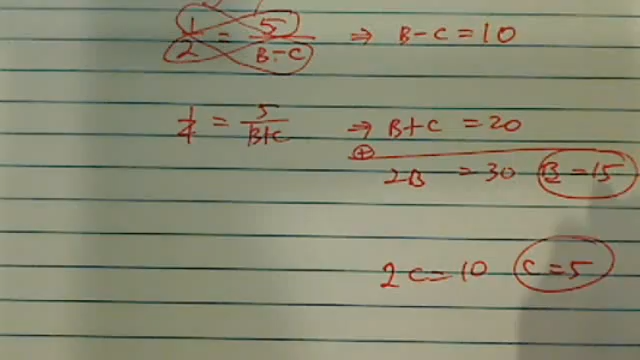 1/2 = 5/(B-C) ⇒ B-C = 10
1/4 = 5/(B+C) ⇒ B+C = 20
⊕
2B = 30 B = 15
2C = 10 C = 5